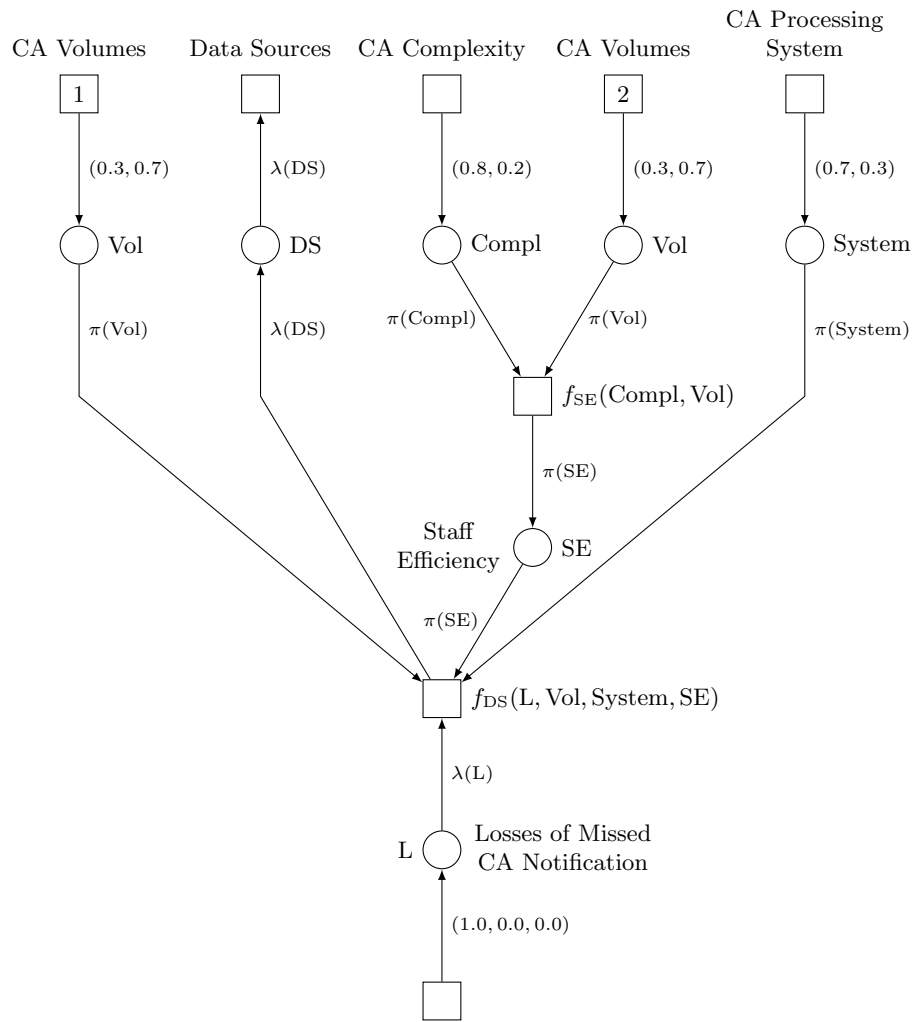 CA Volumes
Data Sources
CA Complexity
CA Volumes
CA Processing
System
1
2
(0.3, 0.7)
λ(DS)
(0.8, 0.2)
(0.3, 0.7)
(0.7, 0.3)
Vol
DS
Compl
Vol
System
π(Vol)
λ(DS)
π(Compl)
π(Vol)
π(System)
f_SE(Compl, Vol)
π(SE)
Staff
Efficiency
SE
π(SE)
f_DS(L, Vol, System, SE)
λ(L)
L
Losses of Missed
CA Notification
(1.0, 0.0, 0.0)